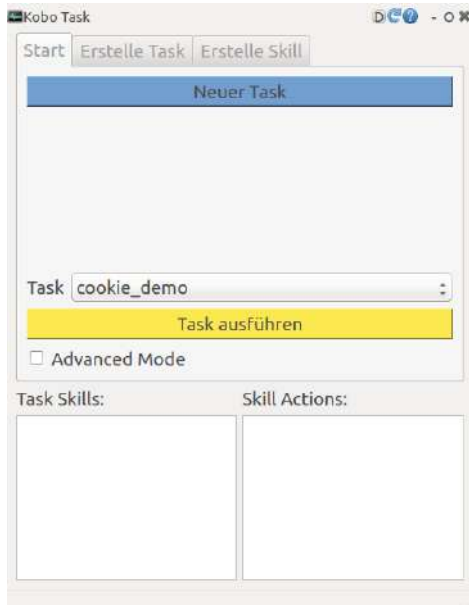 Kobo Task D - O
Start Erstelle Task Erstelle Skill
Neuer Task
Task cookie_demo
Task ausführen
Advanced Mode
Task Skills: Skill Actions: